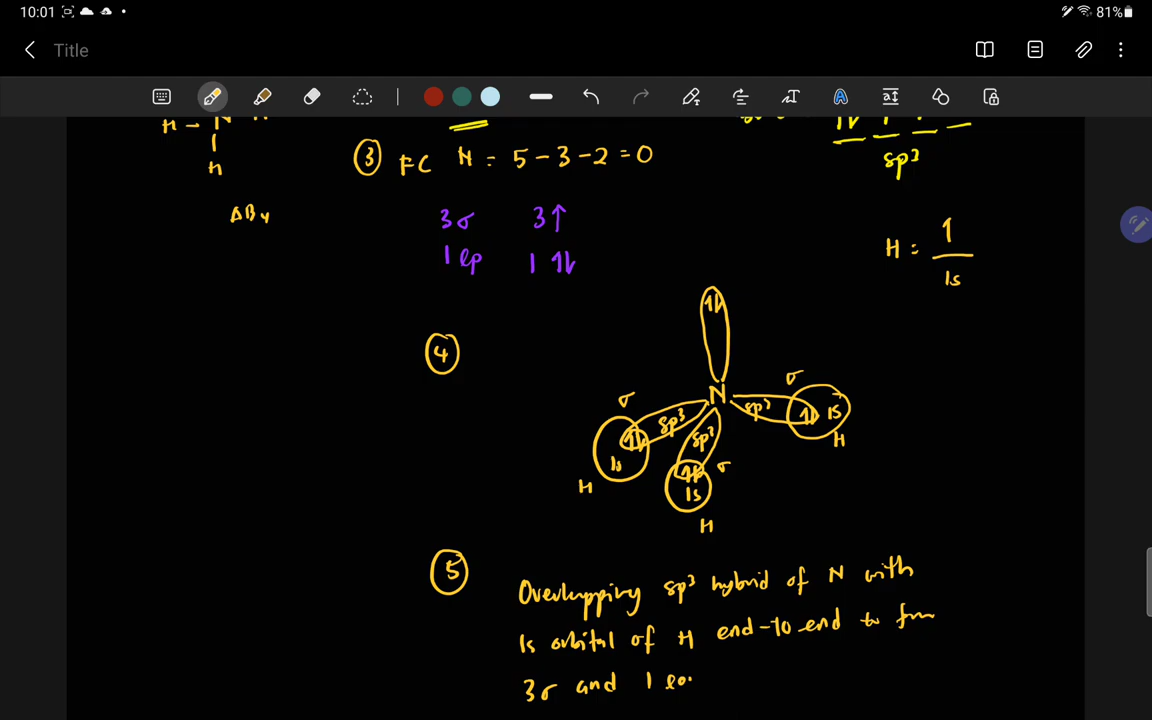 10:01 81%
Title
H - N H
H
③ FC N = 5 - 3 - 2 = 0
sp³
AB₄
3σ 3↑
1 lp 1 ↑↓
H = ↑
1s
④
↑↓
N
σ σ
sp³ sp³ sp³
↑↓ ↑↓ 1s
1s H
↑↓ σ
H 1s
H
⑤ Overlapping sp³ hybrid of N with
1s orbital of H end-to-end to form
3σ and 1 lo